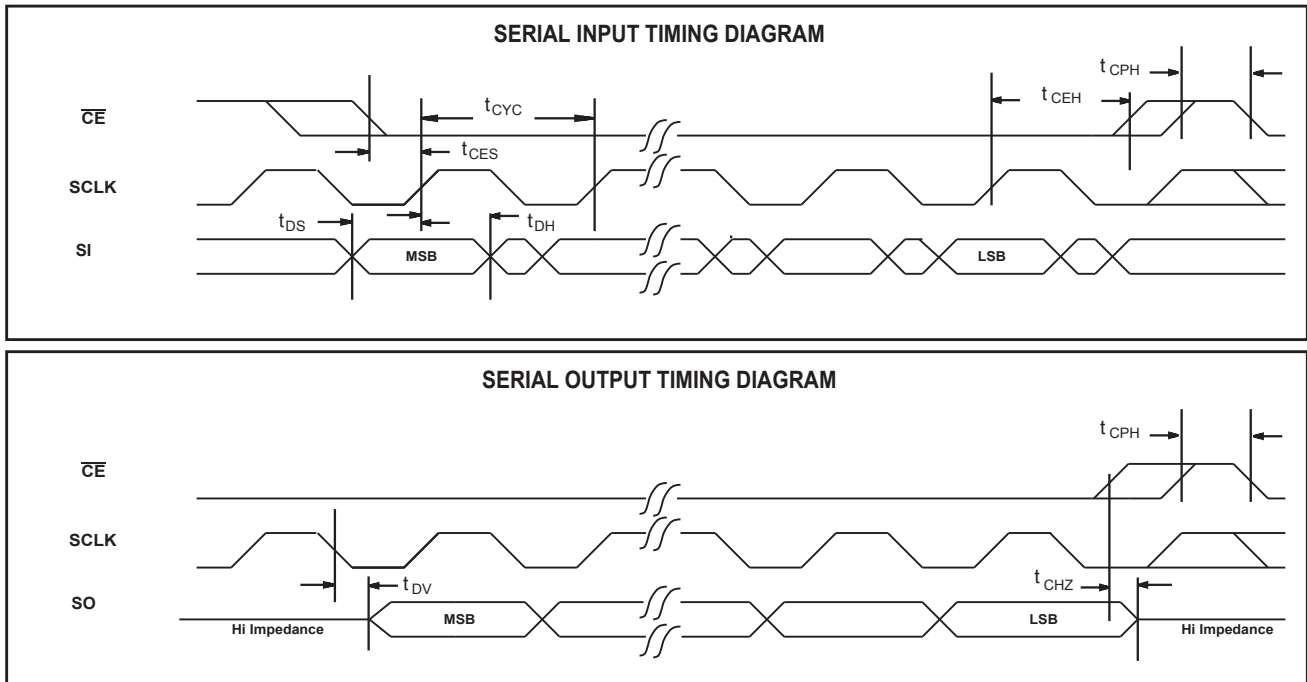 SERIAL INPUT TIMING DIAGRAM
t CPH
t CEH
t CYC
CE
t CES
SCLK
t DS
t DH
SI
MSB
LSB
SERIAL OUTPUT TIMING DIAGRAM
t CPH
CE
SCLK
t DV
t CHZ
SO
MSB
LSB
Hi Impedance
Hi Impedance